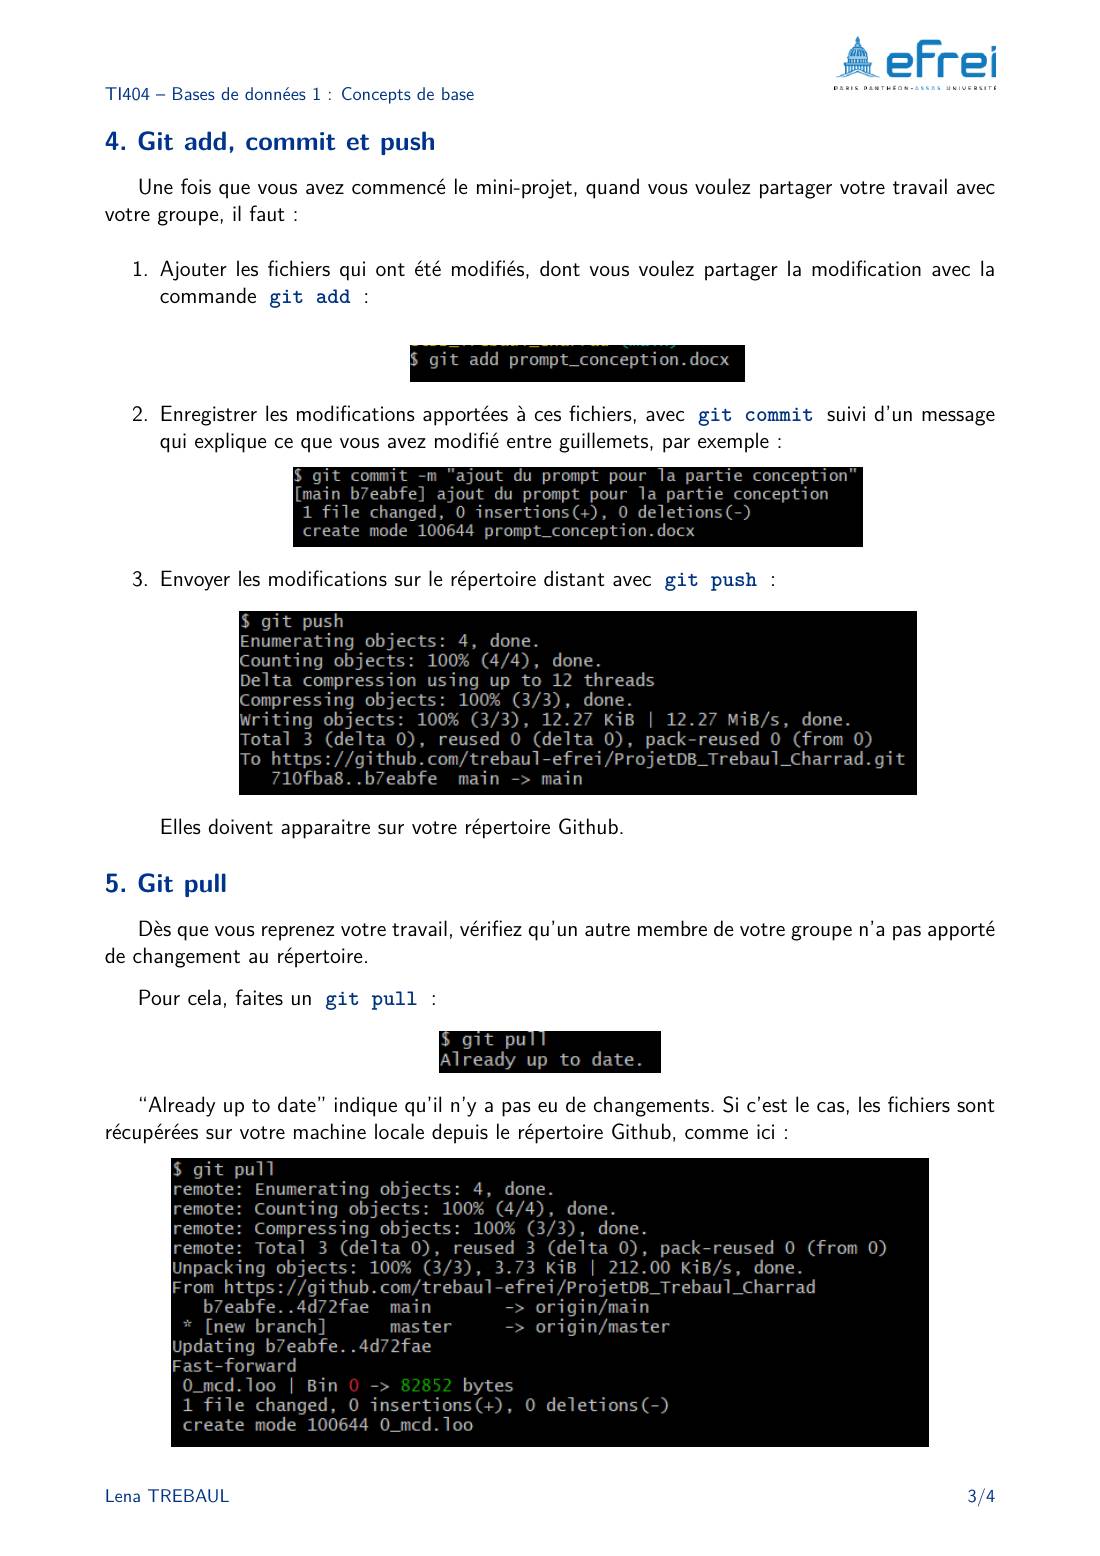 efrei
PARIS PANTHÉON-ASSAS UNIVERSITÉ
TI404 – Bases de données 1 : Concepts de base
4. Git add, commit et push
Une fois que vous avez commencé le mini-projet, quand vous voulez partager votre travail avec
votre groupe, il faut :
1. Ajouter les fichiers qui ont été modifiés, dont vous voulez partager la modification avec la
commande git add :
$ git add prompt_conception.docx
2. Enregistrer les modifications apportées à ces fichiers, avec git commit suivi d'un message
qui explique ce que vous avez modifié entre guillemets, par exemple :
$ git commit -m "ajout du prompt pour la partie conception"
[main b7eabfe] ajout du prompt pour la partie conception
1 file changed, 0 insertions(+), 0 deletions(-)
create mode 100644 prompt_conception.docx
3. Envoyer les modifications sur le répertoire distant avec git push :
$ git push
Enumerating objects: 4, done.
Counting objects: 100% (4/4), done.
Delta compression using up to 12 threads
Compressing objects: 100% (3/3), done.
Writing objects: 100% (3/3), 12.27 KiB | 12.27 MiB/s, done.
Total 3 (delta 0), reused 0 (delta 0), pack-reused 0 (from 0)
To https://github.com/trebaul-efrei/ProjetDB_Trebaul_Charrad.git
710fba8..b7eabfe main -> main
Elles doivent apparaitre sur votre répertoire Github.
5. Git pull
Dès que vous reprenez votre travail, vérifiez qu'un autre membre de votre groupe n'a pas apporté
de changement au répertoire.
Pour cela, faites un git pull :
$ git pull
Already up to date.
“Already up to date” indique qu'il n'y a pas eu de changements. Si c'est le cas, les fichiers sont
récupérées sur votre machine locale depuis le répertoire Github, comme ici :
$ git pull
remote: Enumerating objects: 4, done.
remote: Counting objects: 100% (4/4), done.
remote: Compressing objects: 100% (3/3), done.
remote: Total 3 (delta 0), reused 3 (delta 0), pack-reused 0 (from 0)
Unpacking objects: 100% (3/3), 3.73 KiB | 212.00 KiB/s, done.
From https://github.com/trebaul-efrei/ProjetDB_Trebaul_Charrad
b7eabfe..4d72fae main -> origin/main
* [new branch] master -> origin/master
Updating b7eabfe..4d72fae
Fast-forward
0_mcd.loo | Bin 0 -> 82852 bytes
1 file changed, 0 insertions(+), 0 deletions(-)
create mode 100644 0_mcd.loo
Lena TREBAUL
3/4